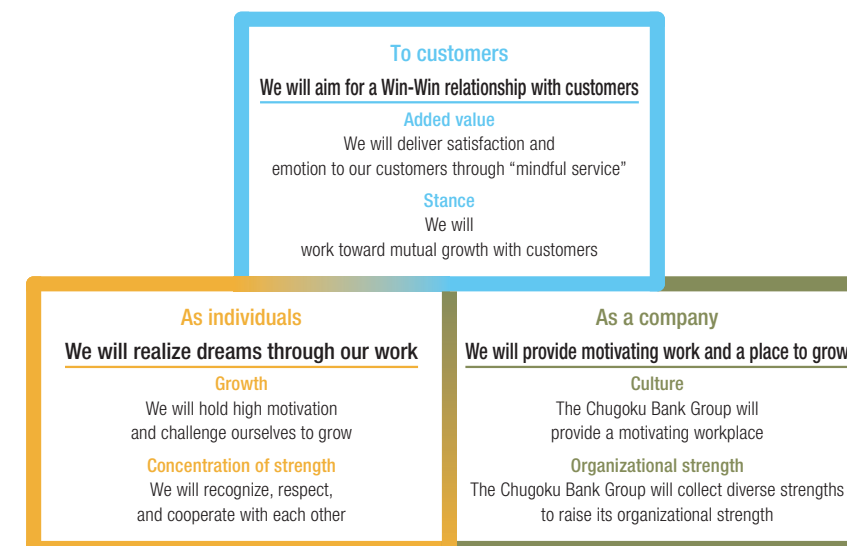 To customers
We will aim for a Win-Win relationship with customers
Added value
We will deliver satisfaction and
emotion to our customers through “mindful service”
Stance
We will
work toward mutual growth with customers
As individuals
We will realize dreams through our work
Growth
We will hold high motivation
and challenge ourselves to grow
Concentration of strength
We will recognize, respect,
and cooperate with each other
As a company
We will provide motivating work and a place to grow
Culture
The Chugoku Bank Group will
provide a motivating workplace
Organizational strength
The Chugoku Bank Group will collect diverse strengths
to raise its organizational strength